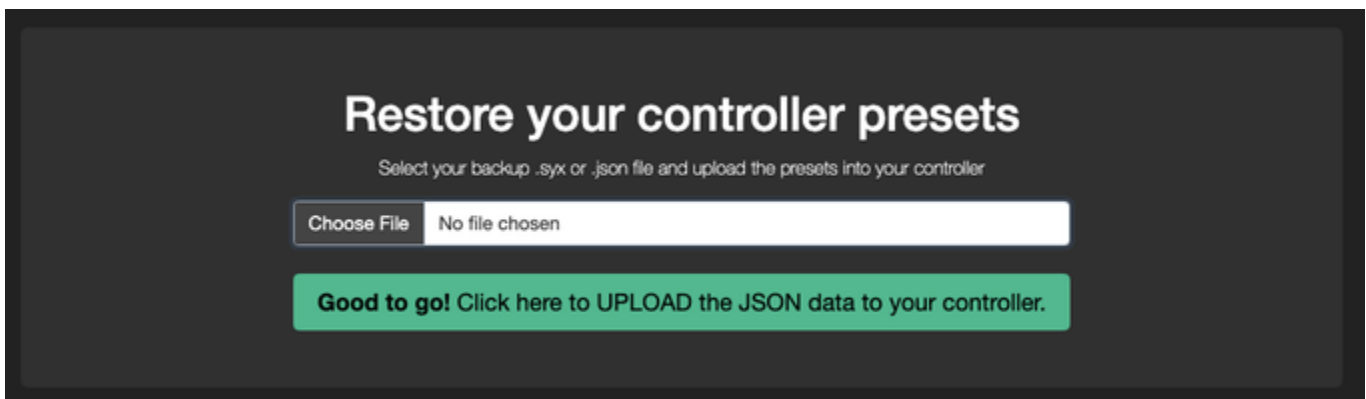 Restore your controller presets
Select your backup .syx or .json file and upload the presets into your controller
Choose File No file chosen
Good to go! Click here to UPLOAD the JSON data to your controller.